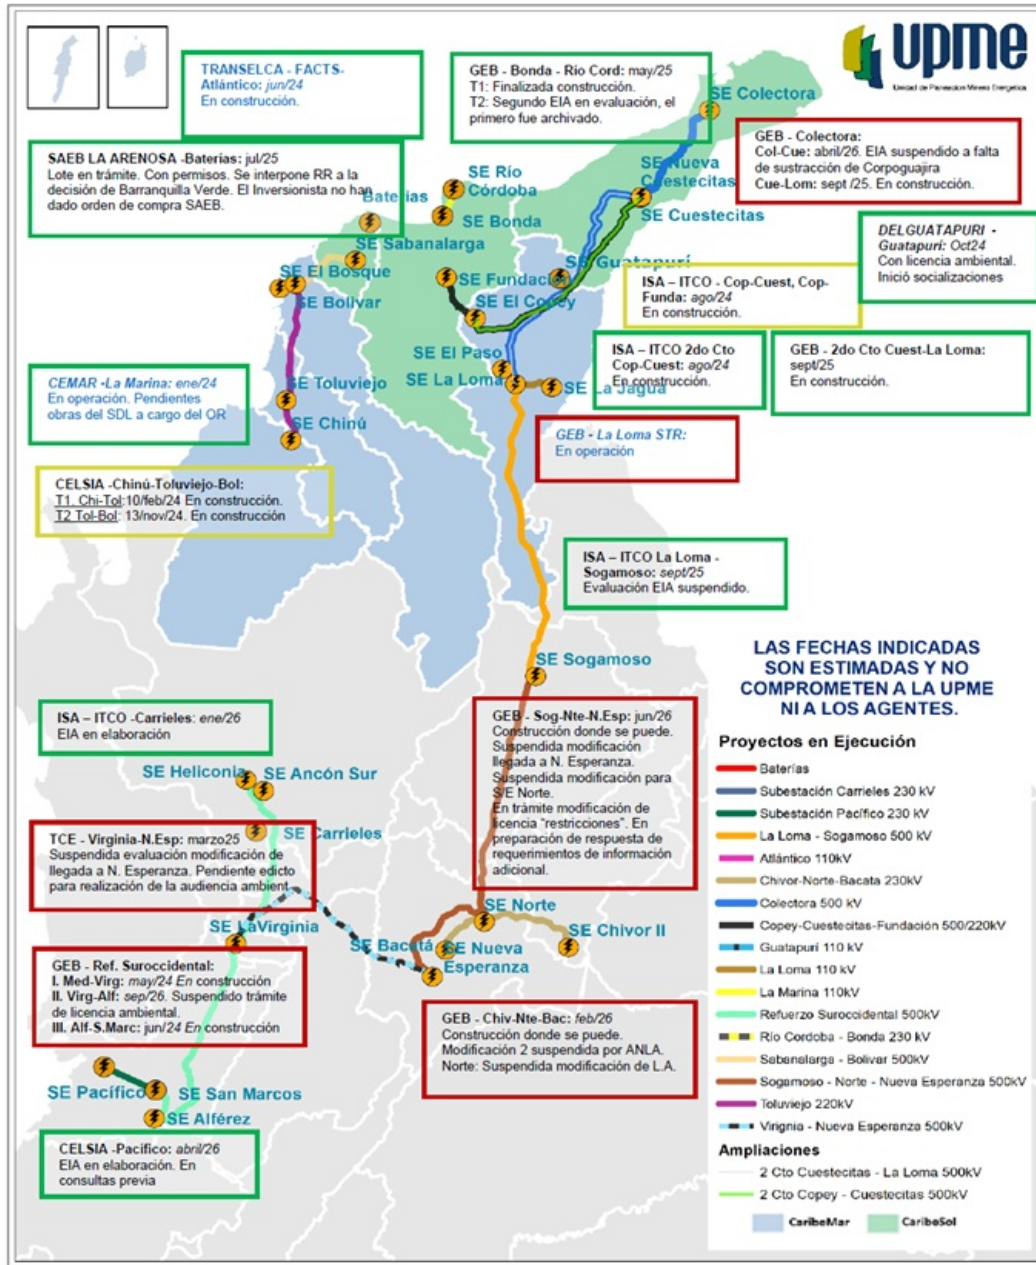 upme
Unidad de Planeación Minero Energética
TRANSELCA - FACTS-
Atlántico: jun/24
En construcción.
GEB - Bonda - Río Cord: may/25
T1: Finalizada construcción.
T2: Segundo EIA en evaluación, el
primero fue archivado.
SE Colectora
GEB - Colectora:
Col-Cue: abril/26. EIA suspendido a falta
de sustracción de Corpoguajira
Cue-Lom: sept /25. En construcción.
SAEB LA ARENOSA -Baterías: jul/25
Lote en trámite. Con permisos. Se interpone RR a la
decisión de Barranquilla Verde. El Inversionista no han
dado orden de compra SAEB.
SE Río
Córdoba
SE Nueva
Cuestecitas
SE Cuestecitas
Baterías
SE Bonda
SE Sabanalarga
DELGUATAPURI -
Guatapurí: Oct24
Con licencia ambiental.
Inició socializaciones
SE El Bosque
SE Bolívar
SE Fundación
SE Guatapurí
SE El Copey
ISA – ITCO - Cop-Cuest, Cop-
Funda: ago/24
En construcción.
SE El Paso
SE La Loma
SE La Jagua
ISA – ITCO 2do Cto
Cop-Cuest: ago/24
En construcción.
GEB - 2do Cto Cuest-La Loma:
sept/25
En construcción.
CEMAR -La Marina: ene/24
En operación. Pendientes
obras del SDL a cargo del OR
SE Toluviejo
SE Chinú
GEB - La Loma STR:
En operación
CELSIA -Chinú-Toluviejo-Bol:
T1. Chi-Tol:10/feb/24 En construcción.
T2 Tol-Bol: 13/nov/24. En construcción
ISA – ITCO La Loma -
Sogamoso: sept/25
Evaluación EIA suspendido.
SE Sogamoso
LAS FECHAS INDICADAS
SON ESTIMADAS Y NO
COMPROMETEN A LA UPME
NI A LOS AGENTES.
ISA – ITCO -Carrieles: ene/26
EIA en elaboración
GEB - Sog-Nte-N.Esp: jun/26
Construcción donde se puede.
Suspendida modificación
llegada a N. Esperanza.
Suspendida modificación para
S/E Norte.
En trámite modificación de
licencia "restricciones". En
preparación de respuesta de
requerimientos de información
adicional.
SE Heliconia
SE Ancón Sur
SE Carrieles
TCE - Virginia-N.Esp: marzo25
Suspendida evaluación modificación de
llegada a N. Esperanza. Pendiente edicto
para realización de la audiencia ambient
SE LaVirginia
SE Norte
SE Bacatá
SE Nueva
Esperanza
SE Chivor II
GEB - Ref. Suroccidental:
I. Med-Virg: may/24 En construcción
II. Virg-Alf: sep/26. Suspendido trámite
de licencia ambiental.
III. Alf-S.Marc: jun/24 En construcción
GEB - Chiv-Nte-Bac: feb/26
Construcción donde se puede.
Modificación 2 suspendida por ANLA.
Norte: Suspendida modificación de L.A.
SE Pacífico
SE San Marcos
SE Alférez
CELSIA -Pacífico: abril/26
EIA en elaboración. En
consultas previa
Proyectos en Ejecución
Baterías
Subestación Carrieles 230 kV
Subestación Pacífico 230 kV
La Loma - Sogamoso 500 kV
Atlántico 110kV
Chivor-Norte-Bacata 230kV
Colectora 500 kV
Copey-Cuestecitas-Fundación 500/220kV
Guatapurí 110 kV
La Loma 110 kV
La Marina 110kV
Refuerzo Suroccidental 500kV
Río Cordoba - Bonda 230 kV
Sabanalarga - Bolivar 500kV
Sogamoso - Norte - Nueva Esperanza 500kV
Toluviejo 220kV
Virignia - Nueva Esperanza 500kV
Ampliaciones
2 Cto Cuestecitas - La Loma 500kV
2 Cto Copey - Cuestecitas 500kV
CaribeMar
CaribeSol